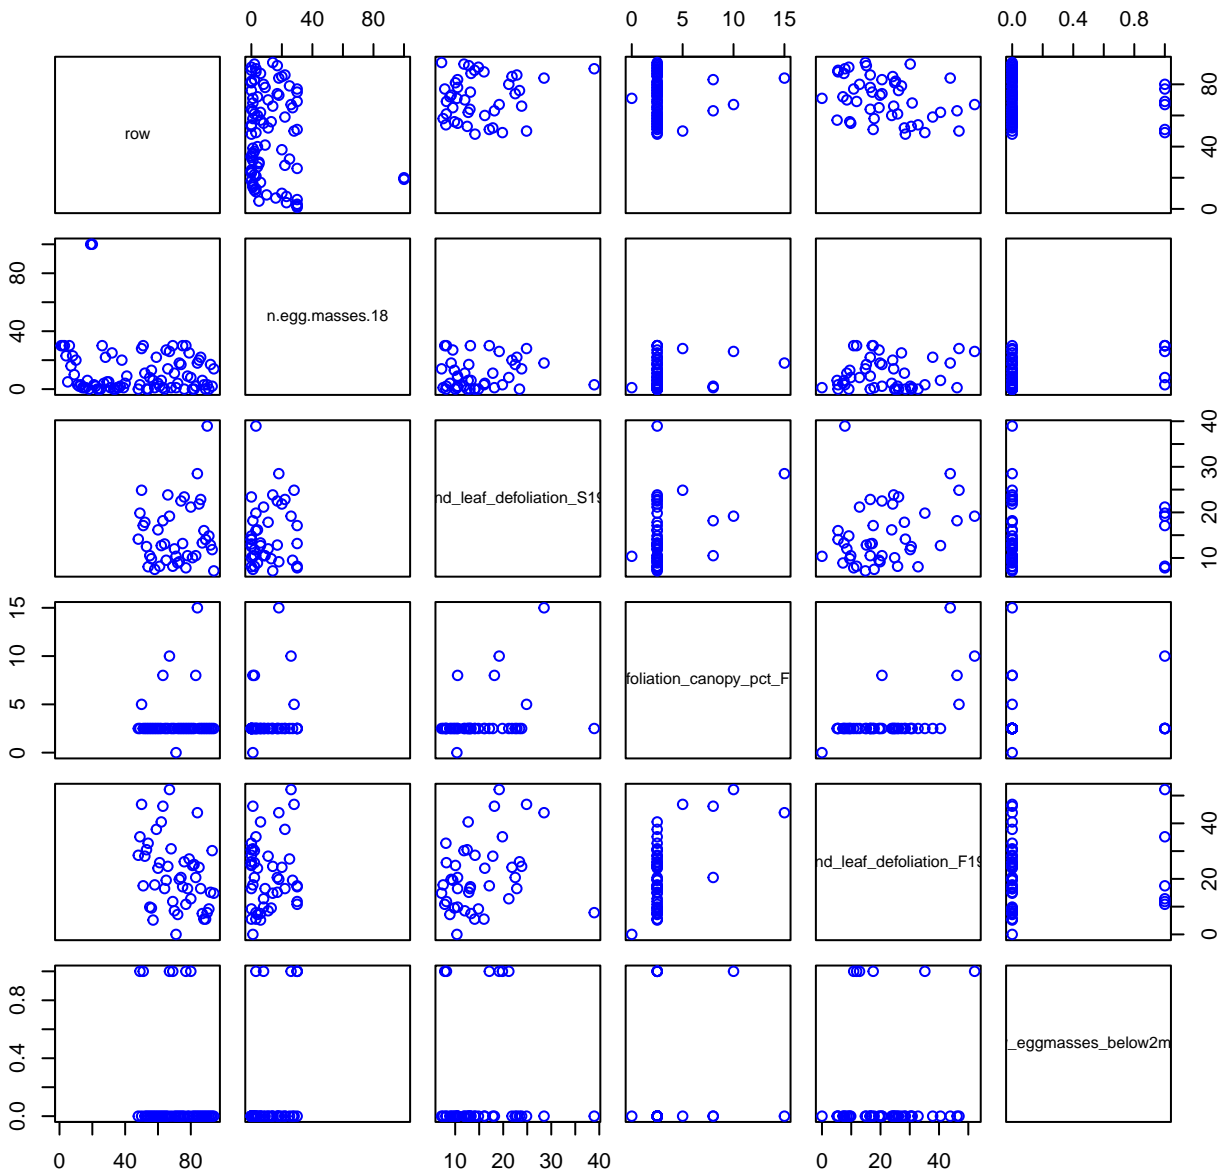 0 40 80
0 5 10 15
0.0 0.4 0.8
row
0 40 80
0 40 80
n.egg.masses.18
nd_leaf_defoliation_S19
10 20 30 40
0 5 10 15
foliation_canopy_pct_F
nd_leaf_defoliation_F19
0 20 40
0.0 0.4 0.8
_eggmasses_below2m
0 40 80
10 20 30 40
0 20 40